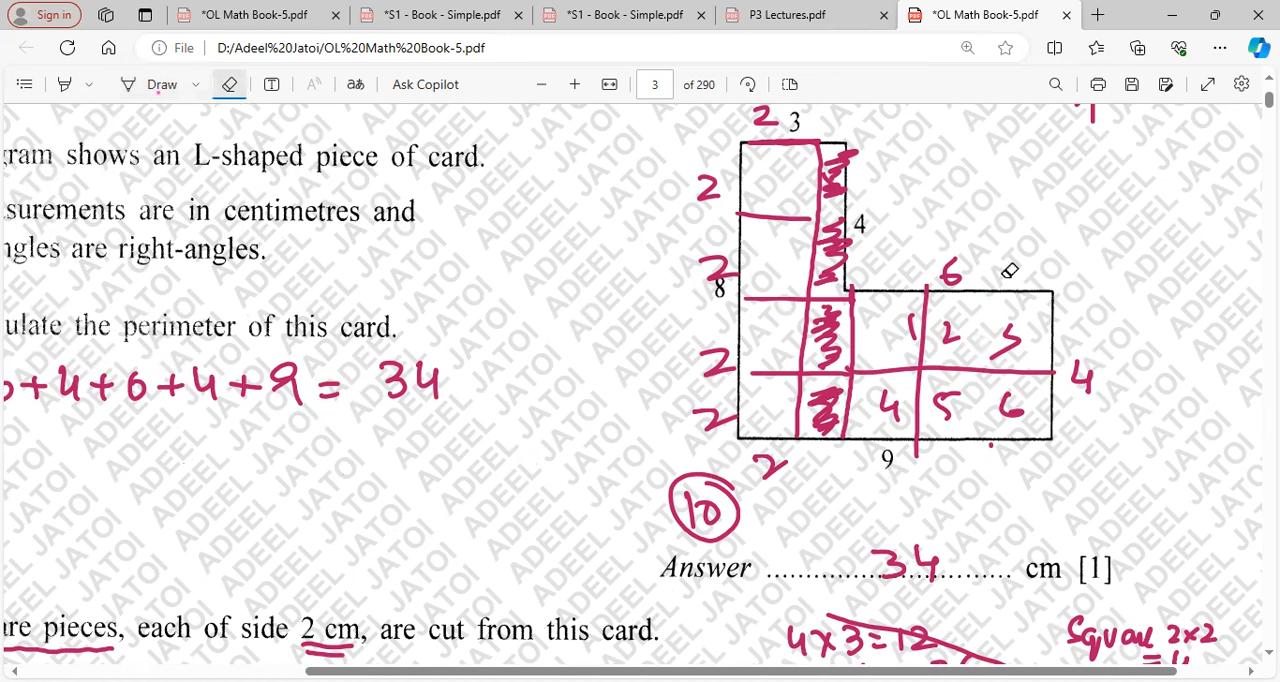 Sign in
*OL Math Book-5.pdf
*S1 - Book - Simple.pdf
*S1 - Book - Simple.pdf
P3 Lectures.pdf
*OL Math Book-5.pdf
File
D:/Adeel%20Jatoi/OL%20Math%20Book-5.pdf
Draw
aあ
Ask Copilot
3
of 290
gram shows an L-shaped piece of card.
surements are in centimetres and
ngles are right-angles.
ulate the perimeter of this card.
+4+6+4+9= 34
2 3
2
4
2
8
6
1 2 3
2
4
4 5 6
2
2
9
10
Answer 34 cm [1]
are pieces, each of side 2 cm, are cut from this card.
4x3=12
Square 2x2
=4
ADEEL JATOI